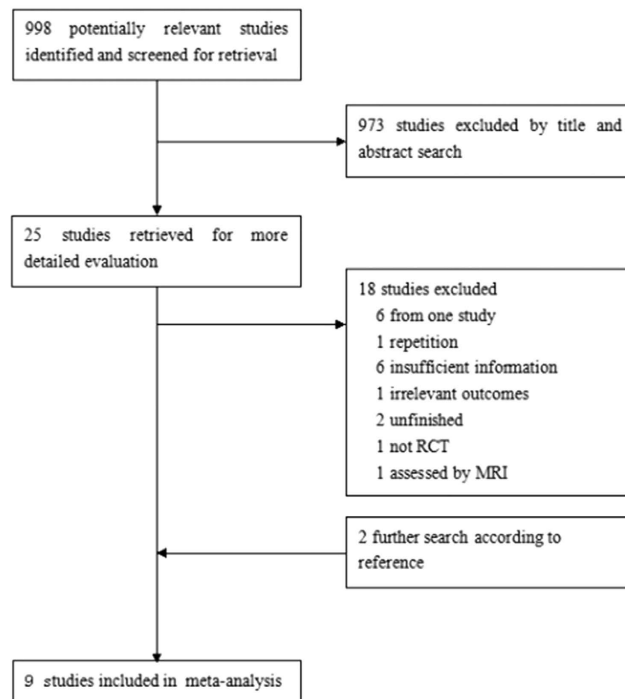 998 potentially relevant studies
identified and screened for retrieval
973 studies excluded by title and
abstract search
25 studies retrieved for more
detailed evaluation
18 studies excluded
6 from one study
1 repetition
6 insufficient information
1 irrelevant outcomes
2 unfinished
1 not RCT
1 assessed by MRI
2 further search according to
reference
9 studies included in meta-analysis